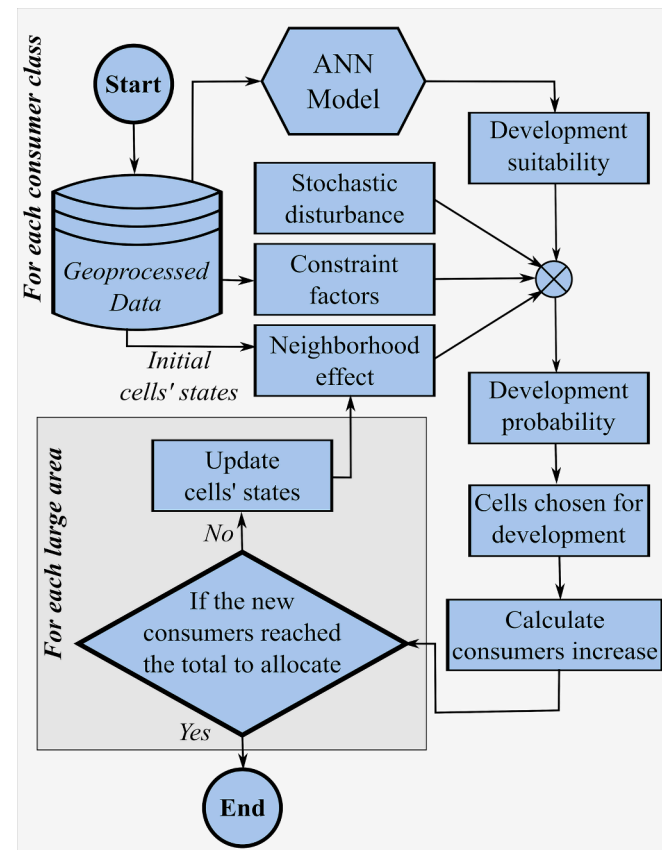 For each consumer class
Start
ANN
Model
Development
suitability
Stochastic
disturbance
Geoprocessed
Data
Constraint
factors
Initial
cells' states
Neighborhood
effect
Development
probability
For each large area
Update
cells' states
Cells chosen for
development
No
If the new
consumers reached
the total to allocate
Calculate
consumers increase
Yes
End